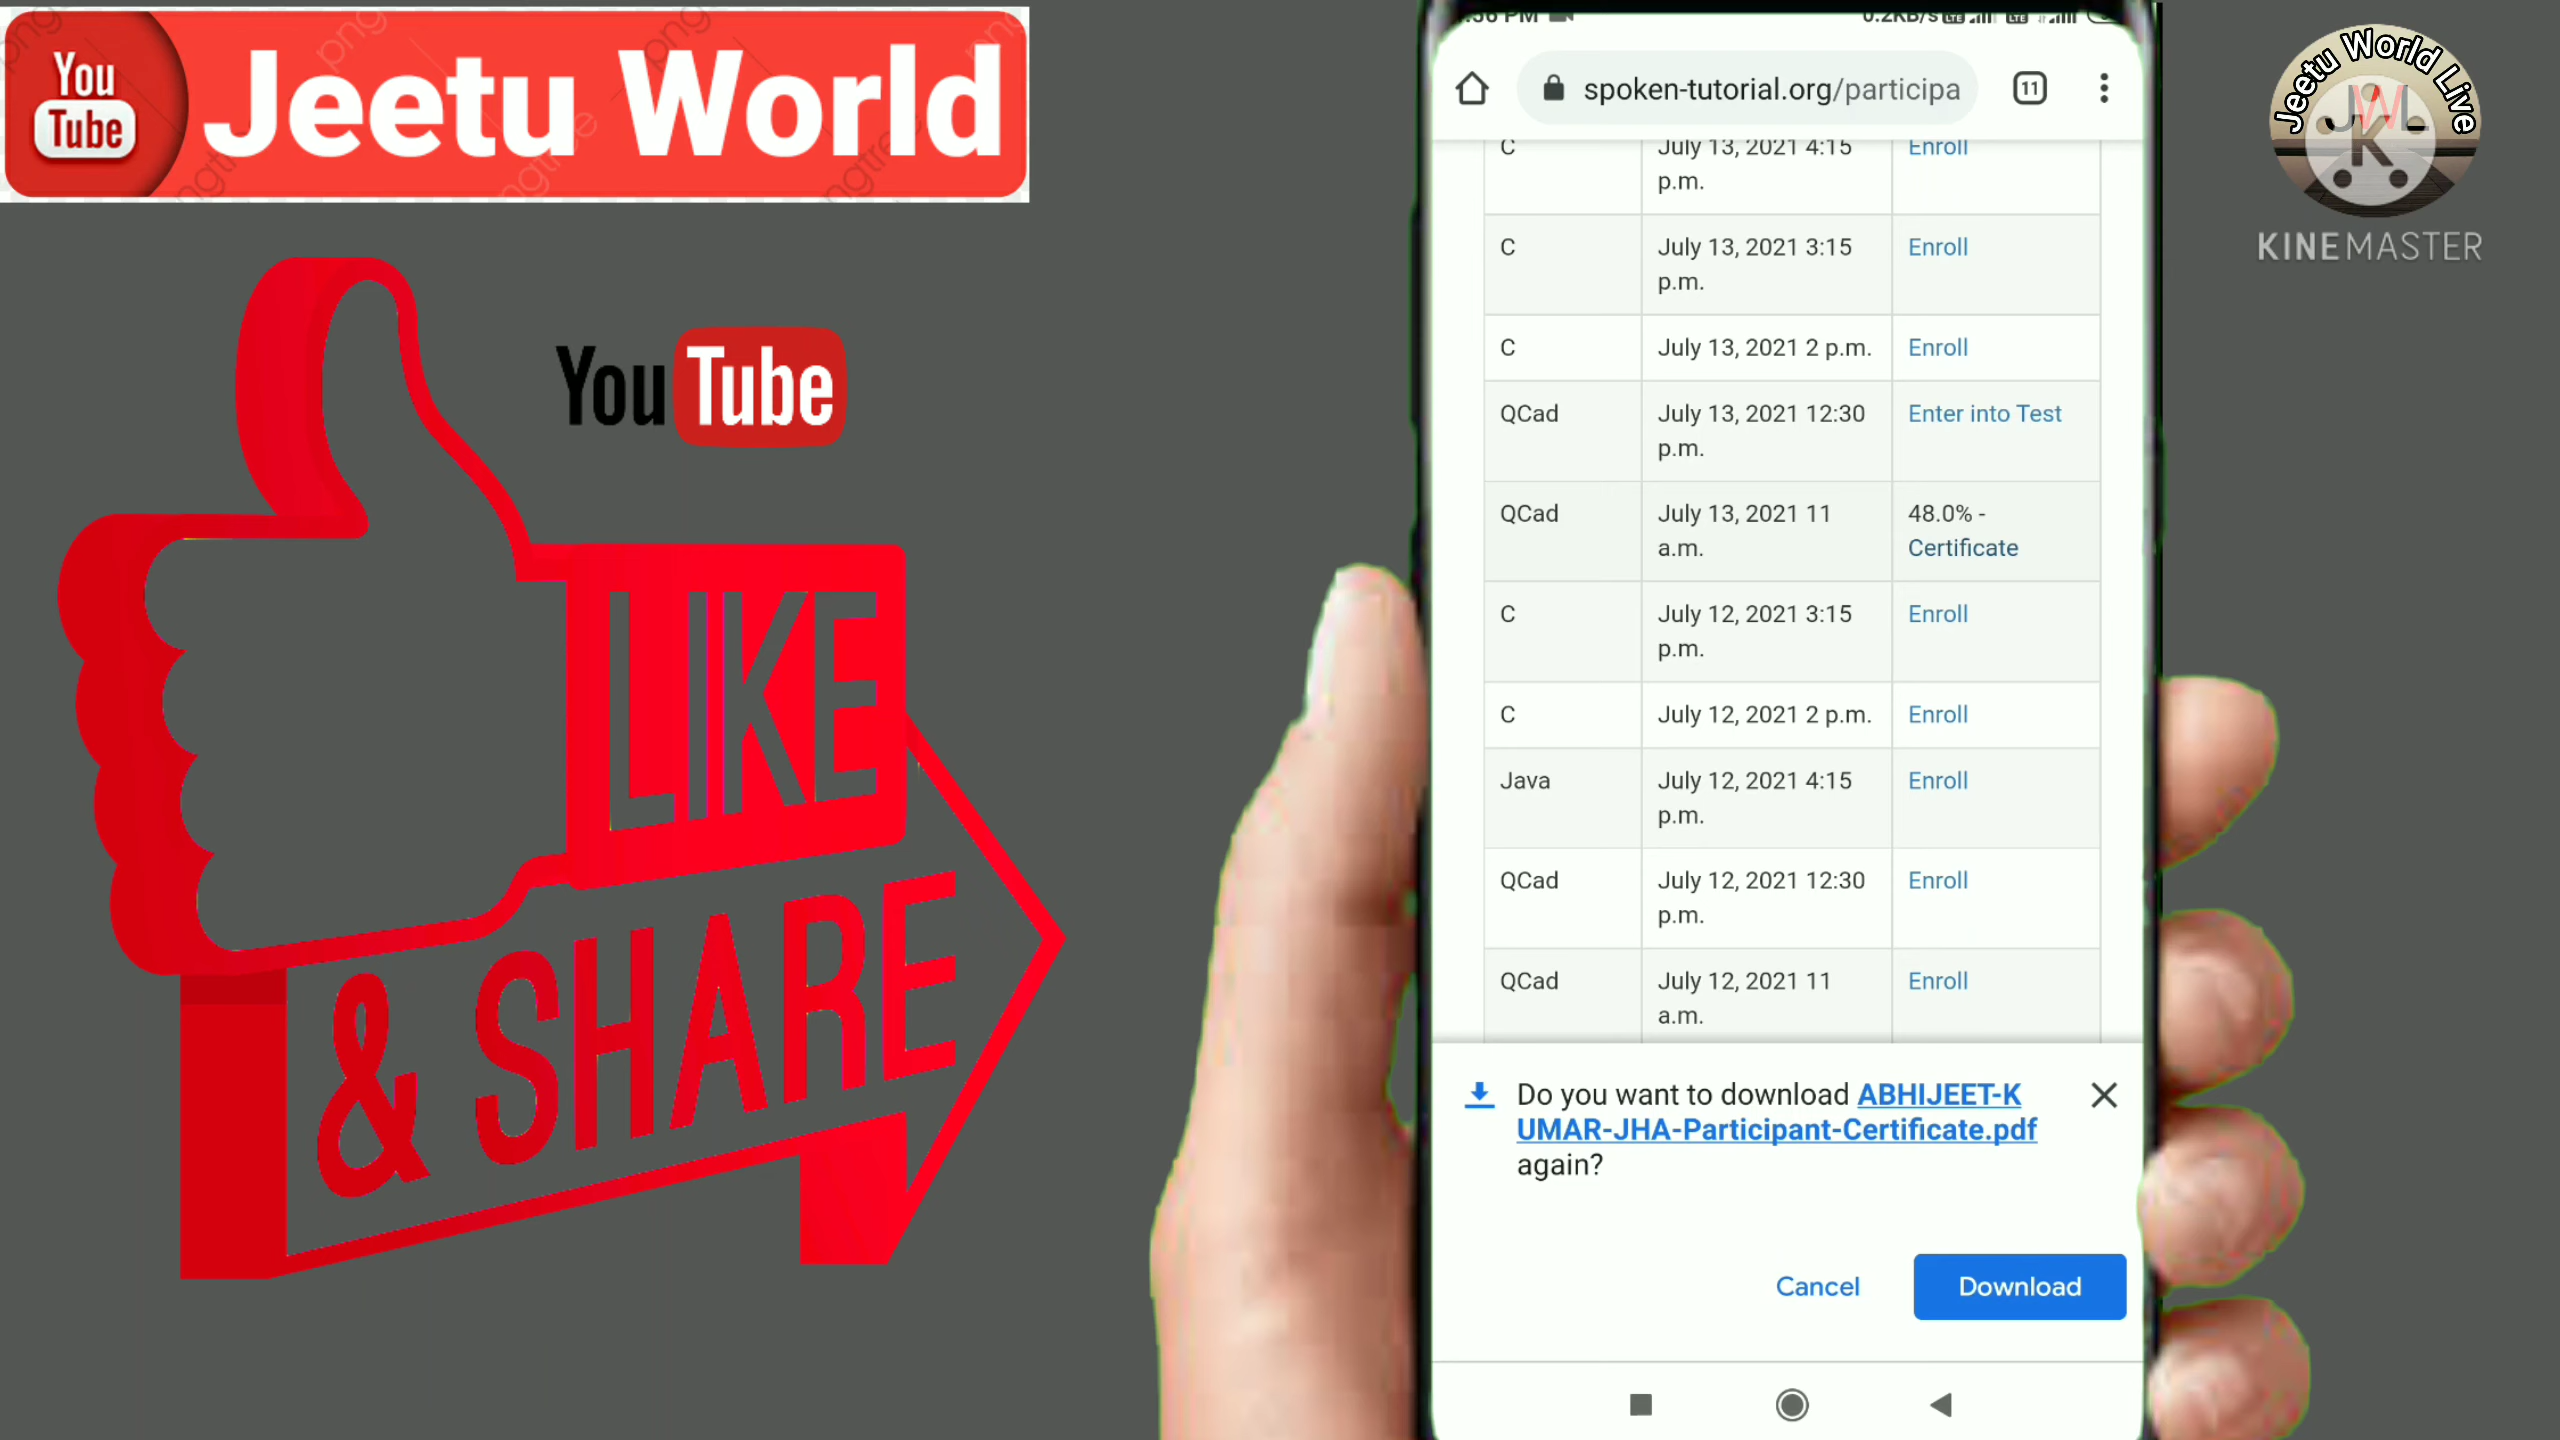 You
Tube
Jeetu World
YouTube
LIKE
& SHARE
Jeetu World Live
JWL
K
KINEMASTER
0.2KB/s
spoken-tutorial.org/participa
11
C July 13, 2021 4:15 Enroll
p.m.
C July 13, 2021 3:15 Enroll
p.m.
C July 13, 2021 2 p.m. Enroll
QCad July 13, 2021 12:30 Enter into Test
p.m.
QCad July 13, 2021 11 48.0% -
a.m. Certificate
C July 12, 2021 3:15 Enroll
p.m.
C July 12, 2021 2 p.m. Enroll
Java July 12, 2021 4:15 Enroll
p.m.
QCad July 12, 2021 12:30 Enroll
p.m.
QCad July 12, 2021 11 Enroll
a.m.
Do you want to download ABHIJEET-K
UMAR-JHA-Participant-Certificate.pdf
again?
Cancel Download